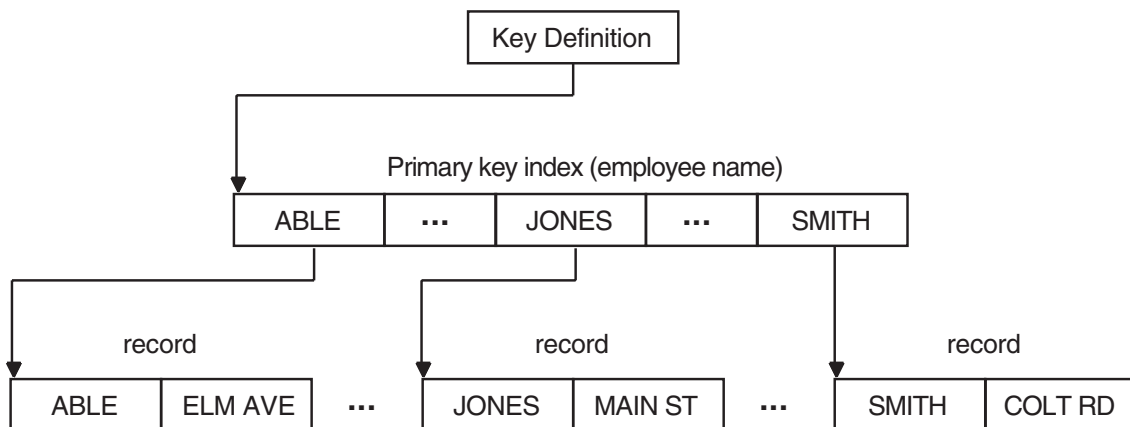 Key Definition
Primary key index (employee name)
ABLE ... JONES ... SMITH
record record record
ABLE ELM AVE ... JONES MAIN ST ... SMITH COLT RD